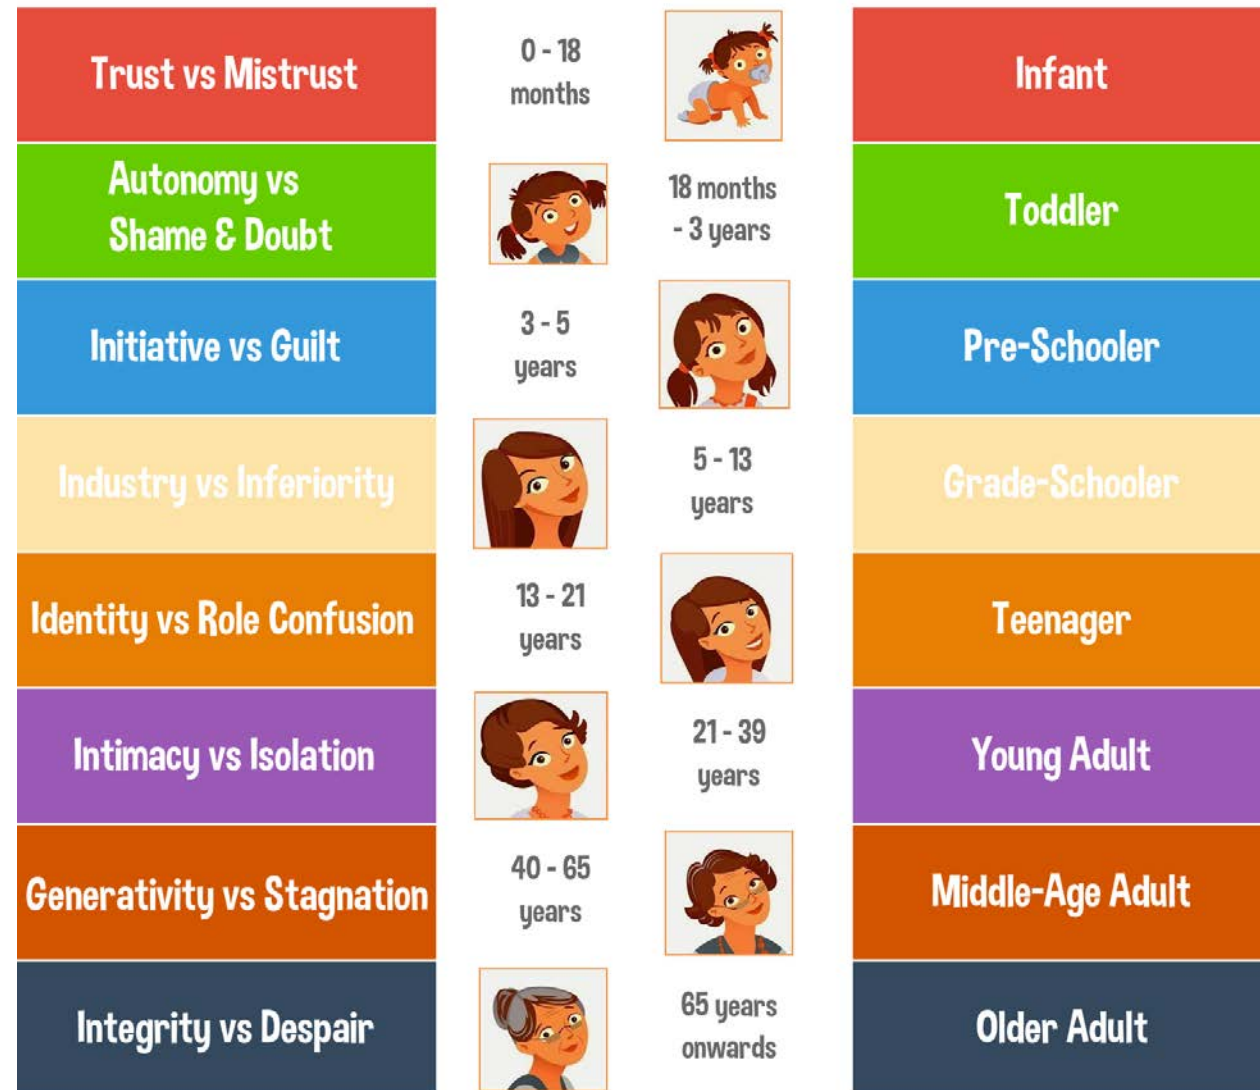 Trust vs Mistrust
0 - 18
months
Infant
Autonomy vs
Shame & Doubt
18 months
- 3 years
Toddler
Initiative vs Guilt
3 - 5
years
Pre-Schooler
Industry vs Inferiority
5 - 13
years
Grade-Schooler
Identity vs Role Confusion
13 - 21
years
Teenager
Intimacy vs Isolation
21 - 39
years
Young Adult
Generativity vs Stagnation
40 - 65
years
Middle-Age Adult
Integrity vs Despair
65 years
onwards
Older Adult